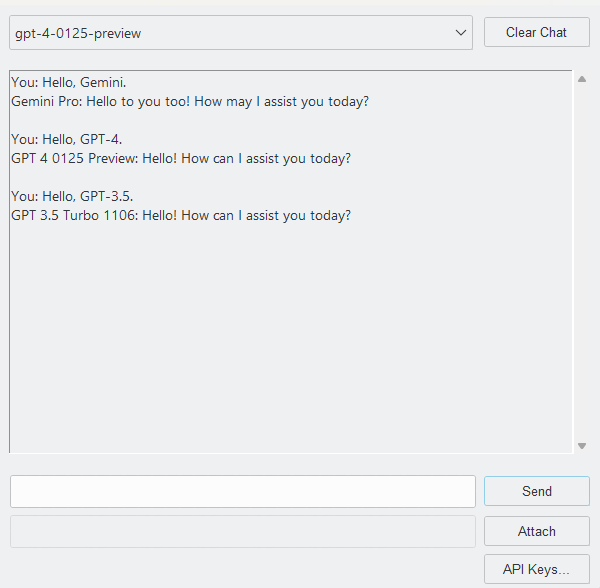 gpt-4-0125-preview
Clear Chat
You: Hello, Gemini.
Gemini Pro: Hello to you too! How may I assist you today?
You: Hello, GPT-4.
GPT 4 0125 Preview: Hello! How can I assist you today?
You: Hello, GPT-3.5.
GPT 3.5 Turbo 1106: Hello! How can I assist you today?
Send
Attach
API Keys...